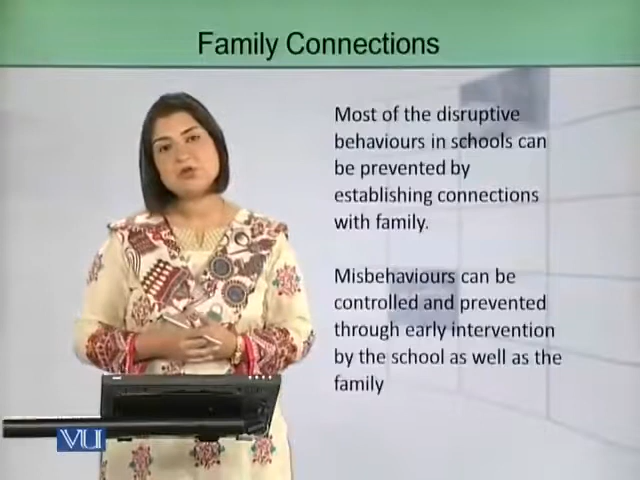 Family Connections
Most of the disruptive
behaviours in schools can
be prevented by
establishing connections
with family.
Misbehaviours can be
controlled and prevented
through early intervention
by the school as well as the
family
VU